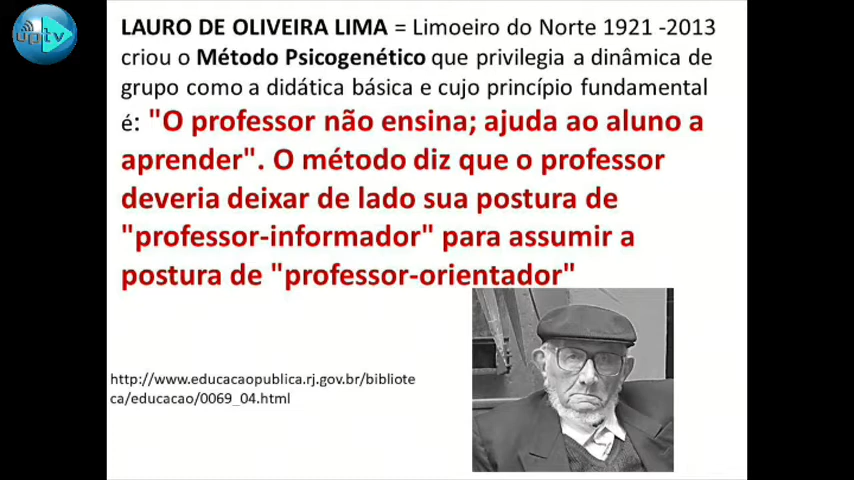 uptv
LAURO DE OLIVEIRA LIMA = Limoeiro do Norte 1921 -2013
criou o Método Psicogenético que privilegia a dinâmica de
grupo como a didática básica e cujo princípio fundamental
é: "O professor não ensina; ajuda ao aluno a
aprender". O método diz que o professor
deveria deixar de lado sua postura de
"professor-informador" para assumir a
postura de "professor-orientador"
http://www.educacaopublica.rj.gov.br/bibliote
ca/educacao/0069_04.html